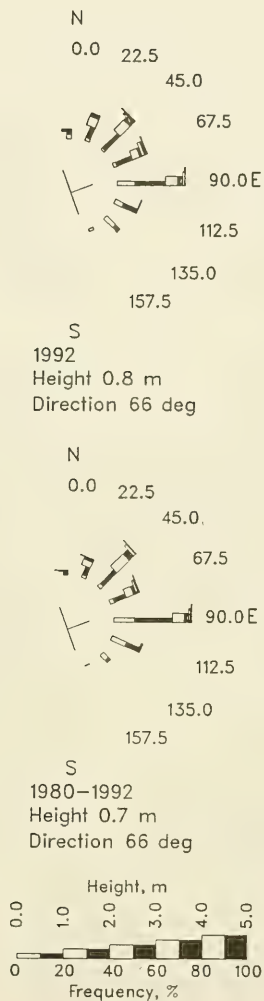 N
0.0 22.5
45.0
67.5
90.0 E
112.5
135.0
157.5
S
1992
Height 0.8 m
Direction 66 deg
N
0.0 22.5
45.0
67.5
90.0 E
112.5
135.0
157.5
S
1980-1992
Height 0.7 m
Direction 66 deg
Height, m
0.0 1.0 2.0 3.0 4.0 5.0
0 20 40 60 80 100
Frequency, %